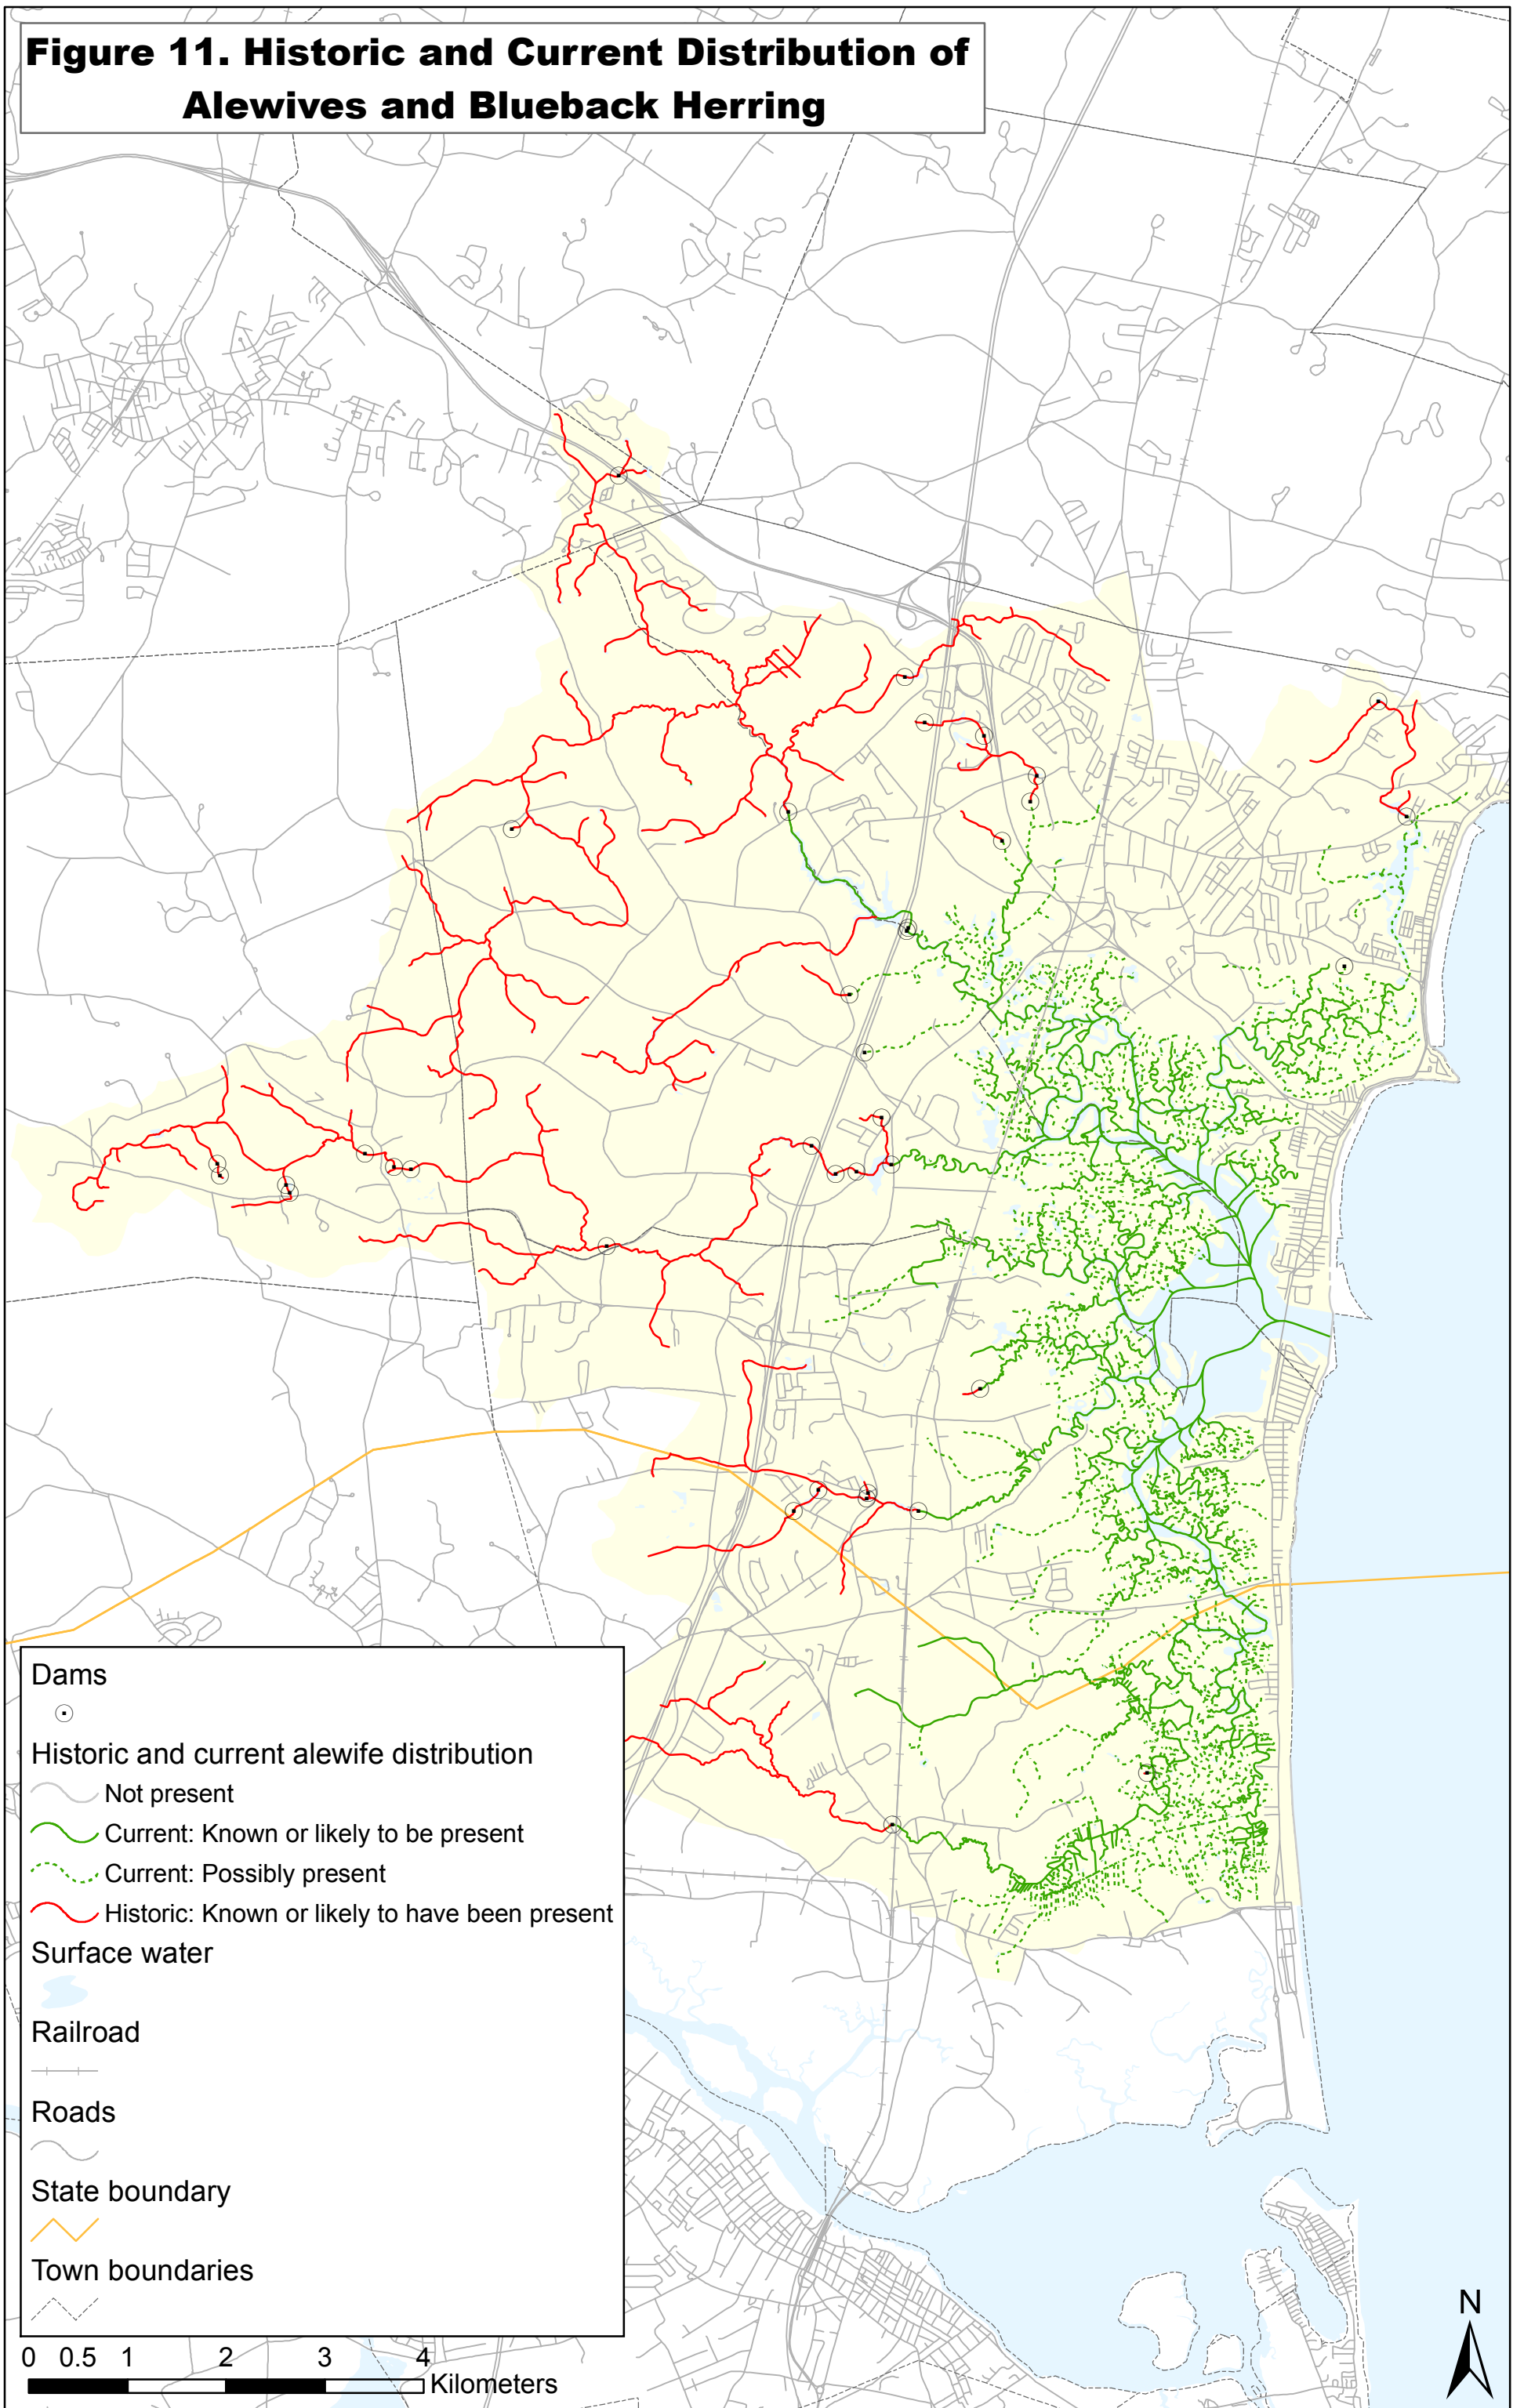 Figure 11. Historic and Current Distribution of
Alewives and Blueback Herring
Dams
Historic and current alewife distribution
Not present
Current: Known or likely to be present
Current: Possibly present
Historic: Known or likely to have been present
Surface water
Railroad
Roads
State boundary
Town boundaries
0 0.5 1 2 3 4
Kilometers
N